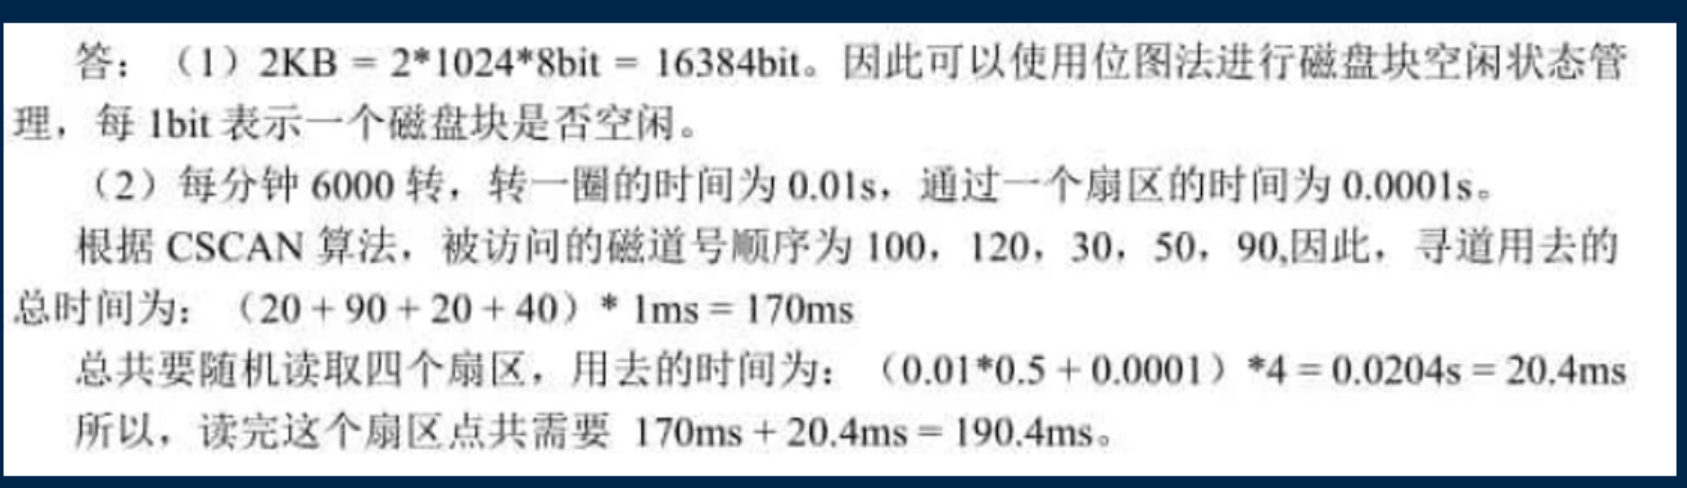 答：（1）2KB = 2*1024*8bit = 16384bit。因此可以使用位图法进行磁盘块空闲状态管
理，每 1bit 表示一个磁盘块是否空闲。
（2）每分钟 6000 转，转一圈的时间为 0.01s，通过一个扇区的时间为 0.0001s。
根据 CSCAN 算法，被访问的磁道号顺序为 100，120，30，50，90,因此，寻道用去的
总时间为：（20 + 90 + 20 + 40）* 1ms = 170ms
总共要随机读取四个扇区，用去的时间为：（0.01*0.5 + 0.0001）*4 = 0.0204s = 20.4ms
所以，读完这个扇区点共需要 170ms + 20.4ms = 190.4ms。